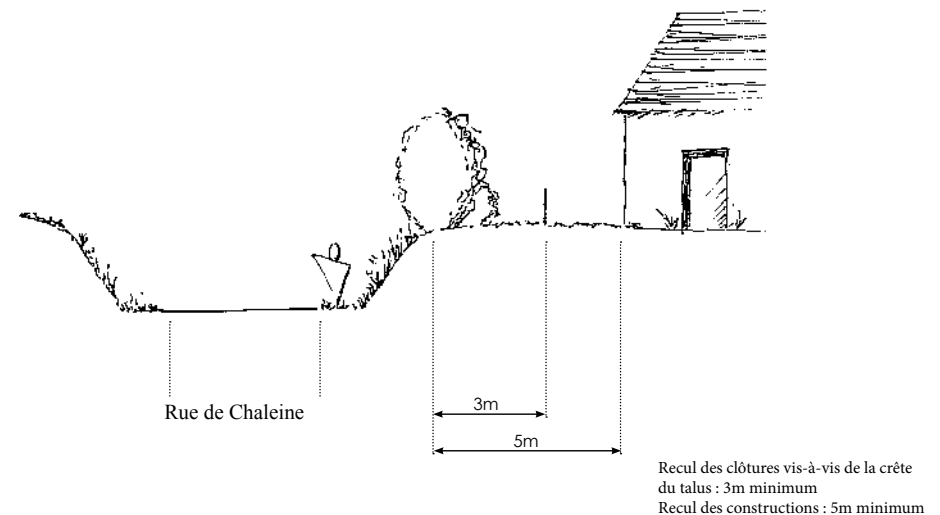 Rue de Chaleine
3m
5m
Recul des clôtures vis-à-vis de la crête
du talus : 3m minimum
Recul des constructions : 5m minimum